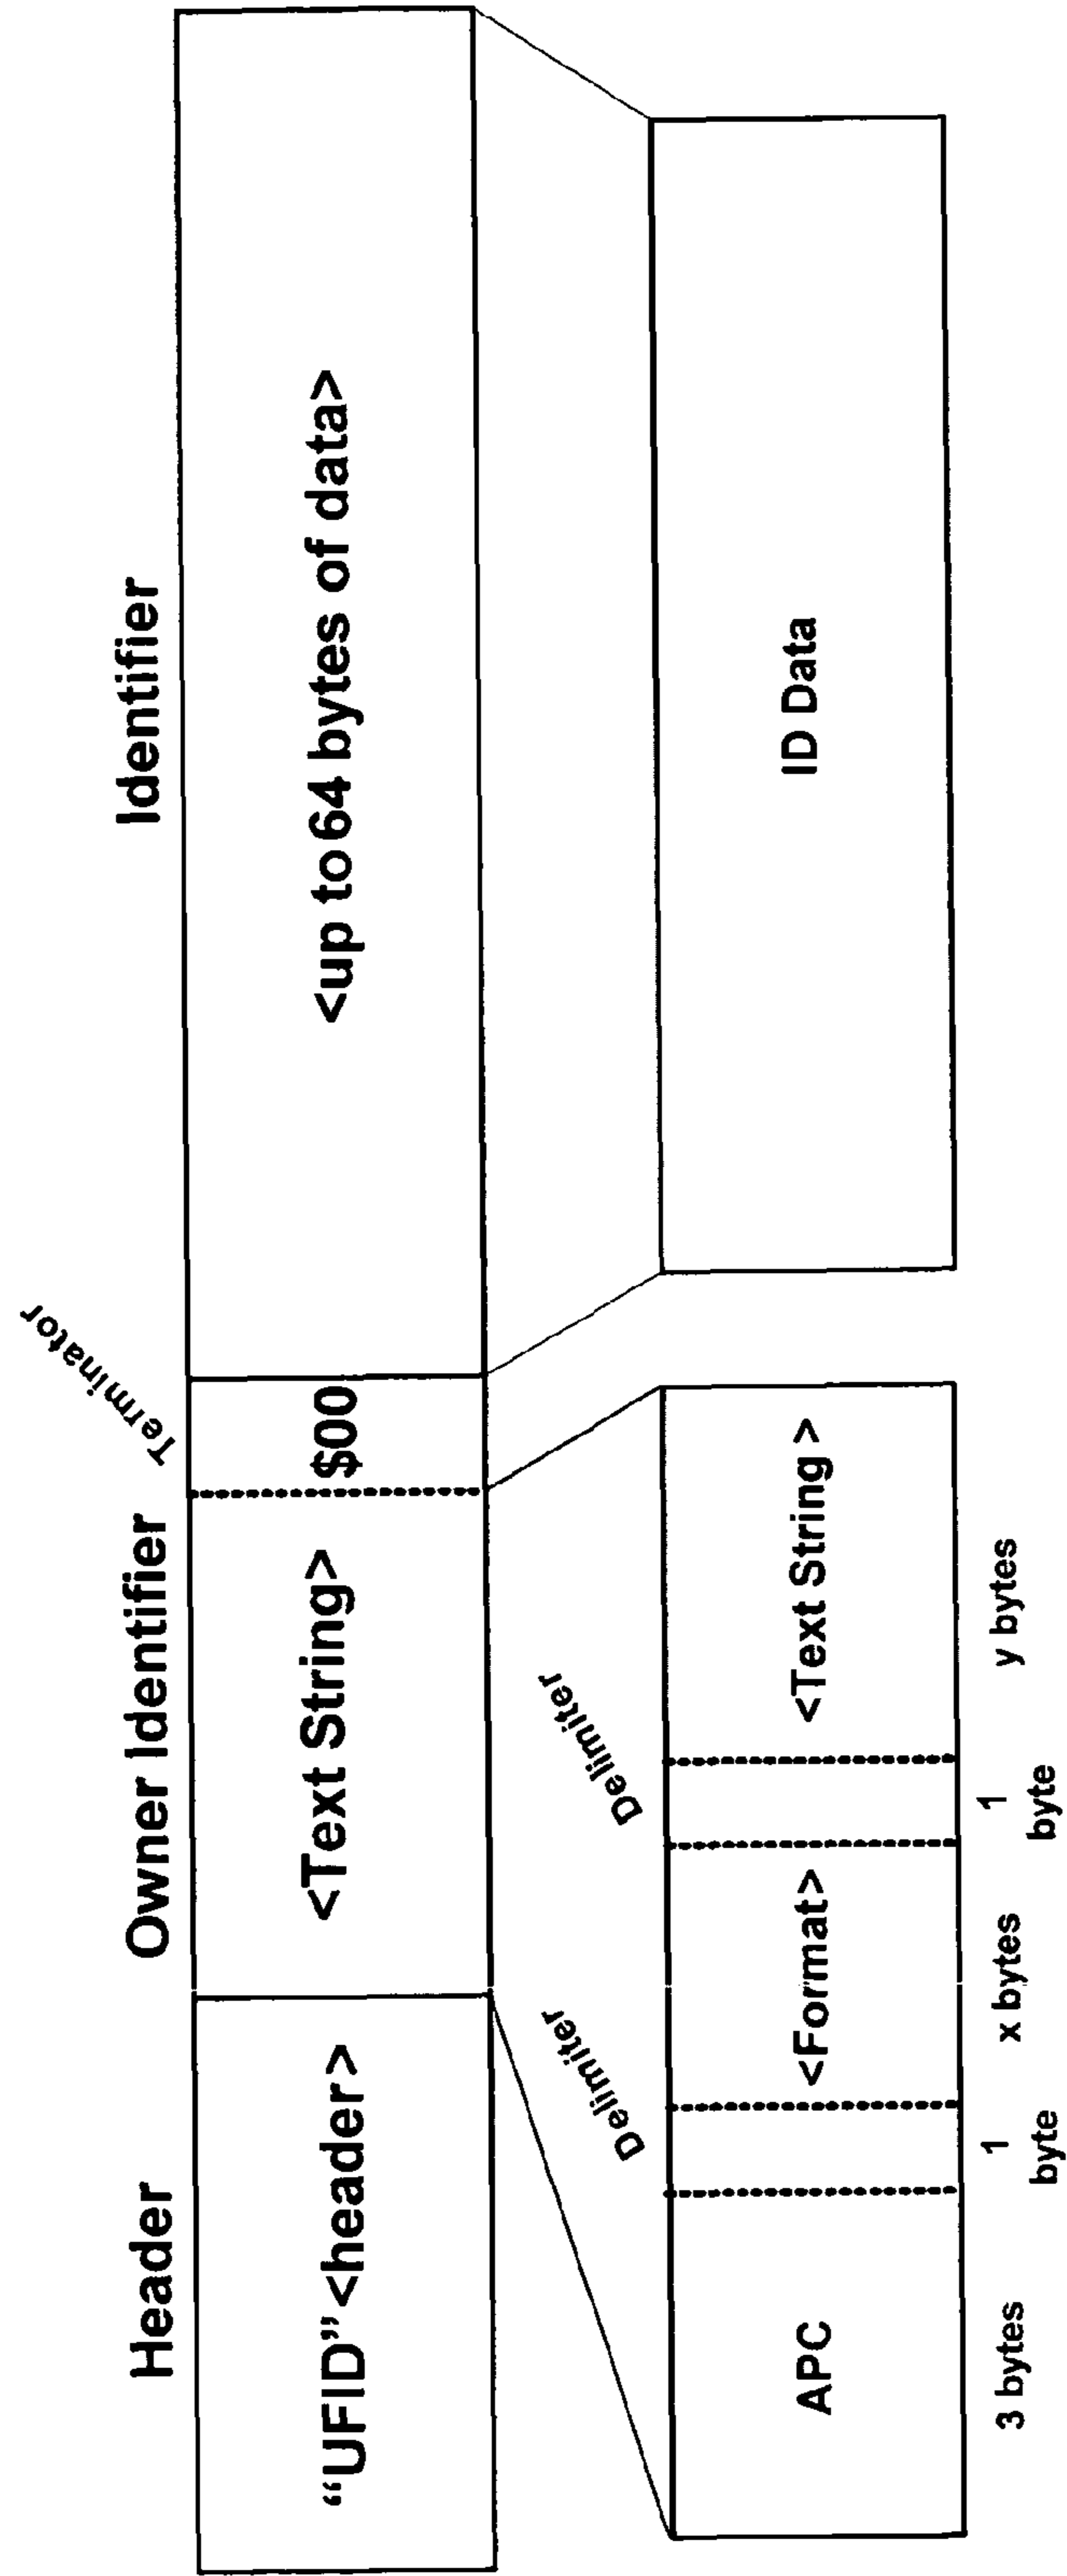 Header
Owner Identifier
Terminator
Identifier
“UFID”<header>
<Text String>
$00
<up to 64 bytes of data>
Delimiter
Delimiter
APC
<Format>
<Text String >
ID Data
3 bytes
1
byte
x bytes
1
byte
y bytes